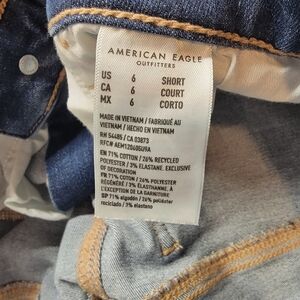 AMERICAN EAGLE
OUTFITTERS
US 6 SHORT
CA 6 COURT
MX 6 CORTO
MADE IN VIETNAM / FABRIQUÉ AU
VIETNAM / HECHO EN VIETNAM
RN 54485 / CA 03873
RFC# AEM120405U9A
EN 71% COTTON / 26% RECYCLED
POLYESTER / 3% ELASTANE. EXCLUSIVE
OF DECORATION
FR 71% COTON / 26% POLYESTER
RÉGÉNÉRÉ / 3% ÉLASTHANNE. À
L'EXCEPTION DE LA GARNITURE
SP 71% algodón / 26% poliéster
reciclado / 3% elastano